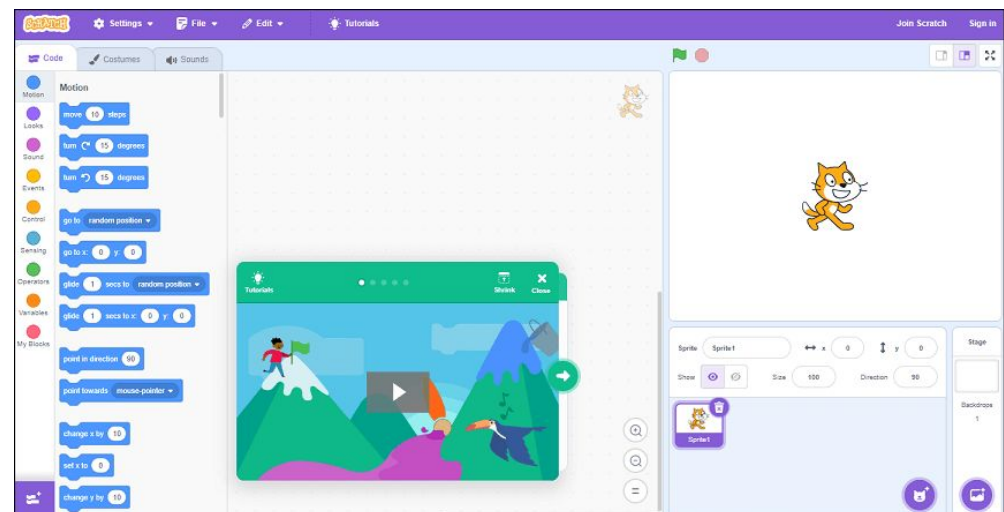 SCRATCH Settings File Edit Tutorials Join Scratch Sign in
Code Costumes Sounds
Motion
Looks
Sound
Events
Control
Sensing
Operators
Variables
My Blocks
Motion
move 10 steps
turn 15 degrees
turn 15 degrees
go to random position
go to x: 0 y: 0
glide 1 secs to random position
glide 1 secs to x: 0 y: 0
point in direction 90
point towards mouse-pointer
change x by 10
set x to 0
change y by 10
Tutorials Shrink Close
Sprite Sprite1 x 0 y 0
Show Size 100 Direction 90
Sprite1
Stage
Backdrops
1